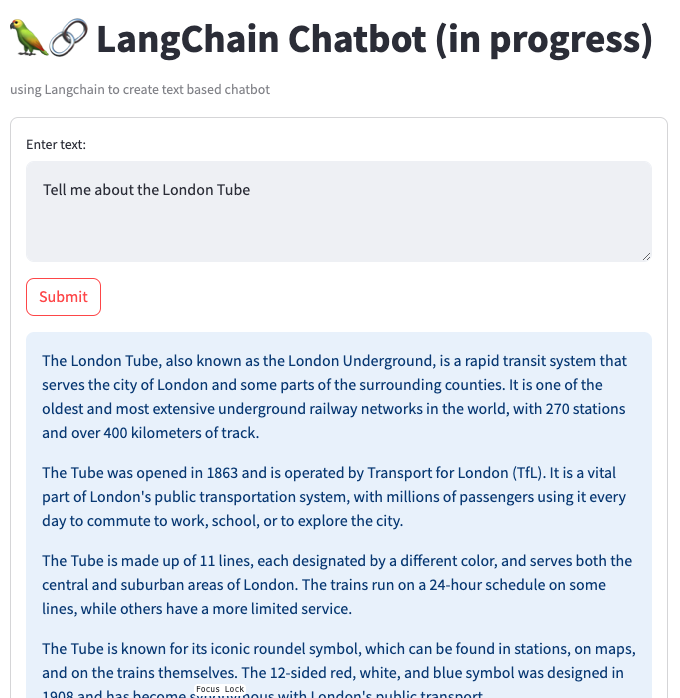 LangChain Chatbot (in progress)
using Langchain to create text based chatbot
Enter text:
Tell me about the London Tube
Submit
The London Tube, also known as the London Underground, is a rapid transit system that
serves the city of London and some parts of the surrounding counties. It is one of the
oldest and most extensive underground railway networks in the world, with 270 stations
and over 400 kilometers of track.
The Tube was opened in 1863 and is operated by Transport for London (TfL). It is a vital
part of London's public transportation system, with millions of passengers using it every
day to commute to work, school, or to explore the city.
The Tube is made up of 11 lines, each designated by a different color, and serves both the
central and suburban areas of London. The trains run on a 24-hour schedule on some
lines, while others have a more limited service.
The Tube is known for its iconic roundel symbol, which can be found in stations, on maps,
and on the trains themselves. The 12-sided red, white, and blue symbol was designed in
1908 and has become with London's public transport
Focus Lock